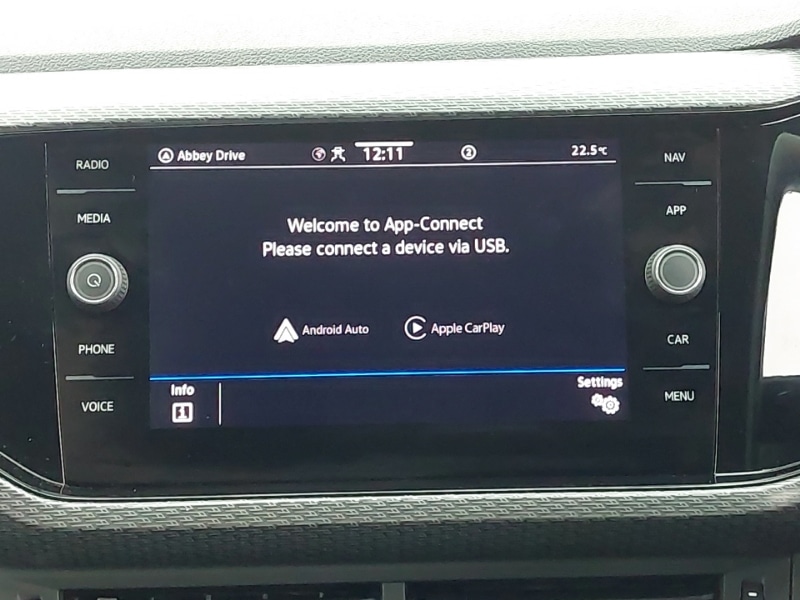 RADIO
MEDIA
PHONE
VOICE
Abbey Drive 12:11 2 22.5°C
Welcome to App-Connect
Please connect a device via USB.
Android Auto Apple CarPlay
Info Settings
NAV
APP
CAR
MENU